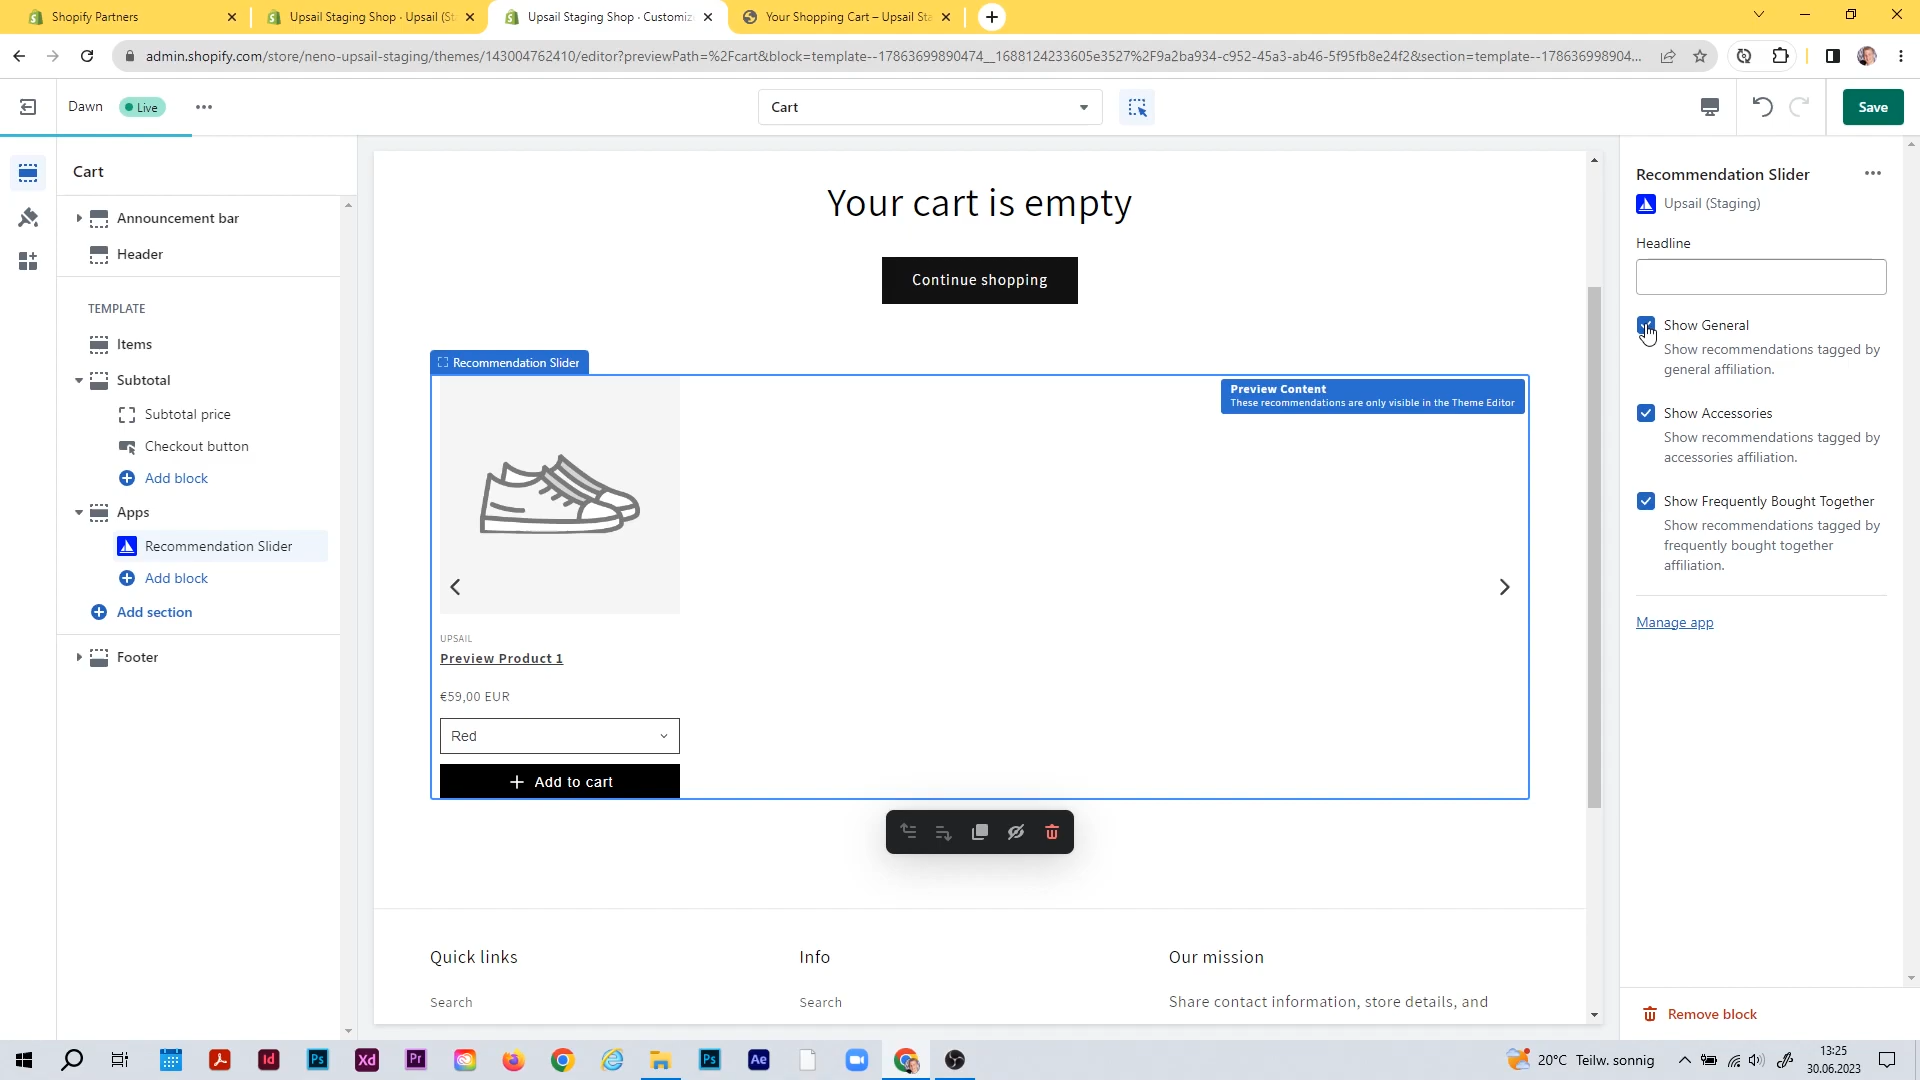 Shopify Partners
Upsail Staging Shop · Upsail (St
Upsail Staging Shop · Customiz
Your Shopping Cart – Upsail Sta
admin.shopify.com/store/neno-upsail-staging/themes/143004762410/editor?previewPath=%2Fcart&block=template--17863699890474__1688124233605e3527%2F9a2ba934-c952-45a3-ab46-5f95fb8e24f2&section=template--178636998904...
Dawn
Live
Cart
Save
Cart
Announcement bar
Header
TEMPLATE
Items
Subtotal
Subtotal price
Checkout button
Add block
Apps
Recommendation Slider
Add block
Add section
Footer
Your cart is empty
Continue shopping
Recommendation Slider
Preview Content
These recommendations are only visible in the Theme Editor
UPSAIL
Preview Product 1
€59,00 EUR
Red
Add to cart
Quick links
Info
Our mission
Search
Search
Share contact information, store details, and
Recommendation Slider
Upsail (Staging)
Headline
Show General
Show recommendations tagged by
general affiliation.
Show Accessories
Show recommendations tagged by
accessories affiliation.
Show Frequently Bought Together
Show recommendations tagged by
frequently bought together
affiliation.
Manage app
Remove block
Id
Ps
Xd
Pr
Ps
Ae
20°C Teilw. sonnig
13:25
30.06.2023